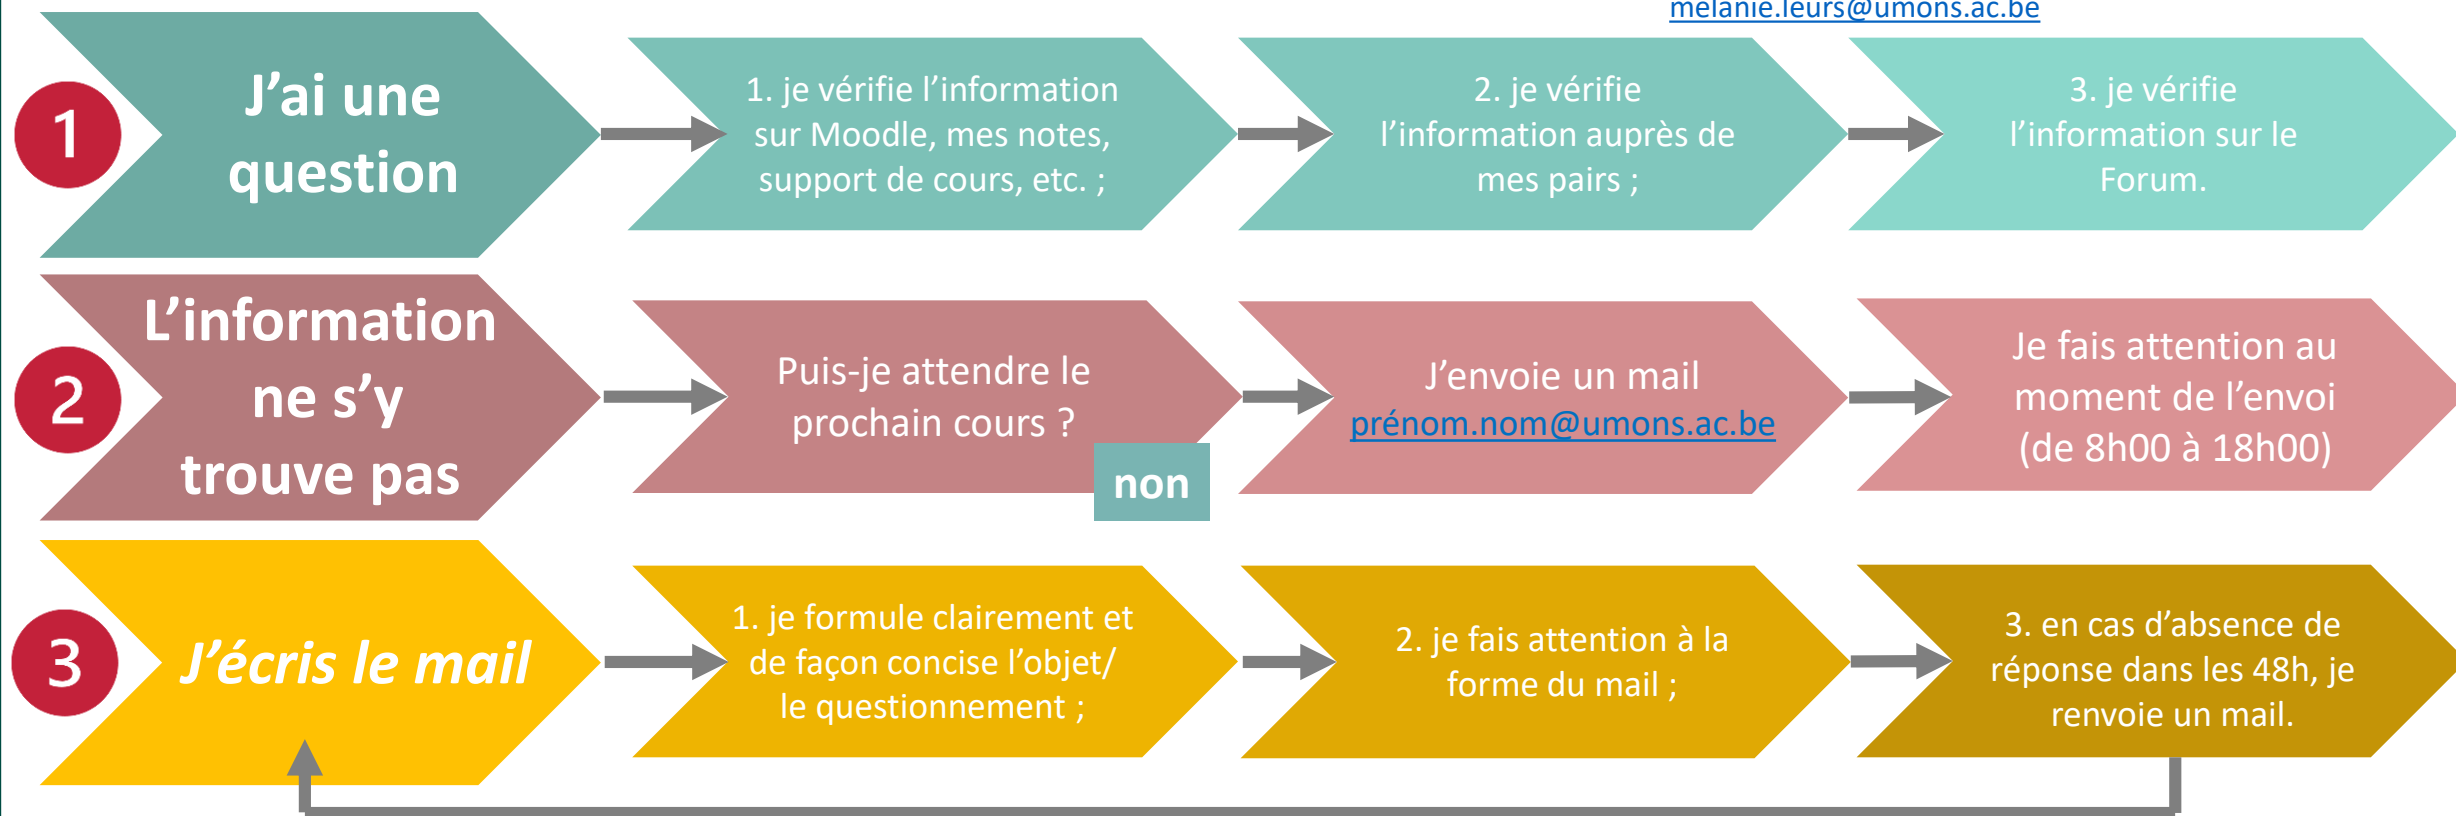 melanie.leurs@umons.ac.be
1
J'ai une
question
1. je vérifie l'information
sur Moodle, mes notes,
support de cours, etc. ;
2. je vérifie
l'information auprès de
mes pairs ;
3. je vérifie
l'information sur le
Forum.
2
L'information
ne s'y
trouve pas
Puis-je attendre le
prochain cours ?
non
J'envoie un mail
prénom.nom@umons.ac.be
Je fais attention au
moment de l'envoi
(de 8h00 à 18h00)
3
J'écris le mail
1. je formule clairement et
de façon concise l'objet/
le questionnement ;
2. je fais attention à la
forme du mail ;
3. en cas d'absence de
réponse dans les 48h, je
renvoie un mail.